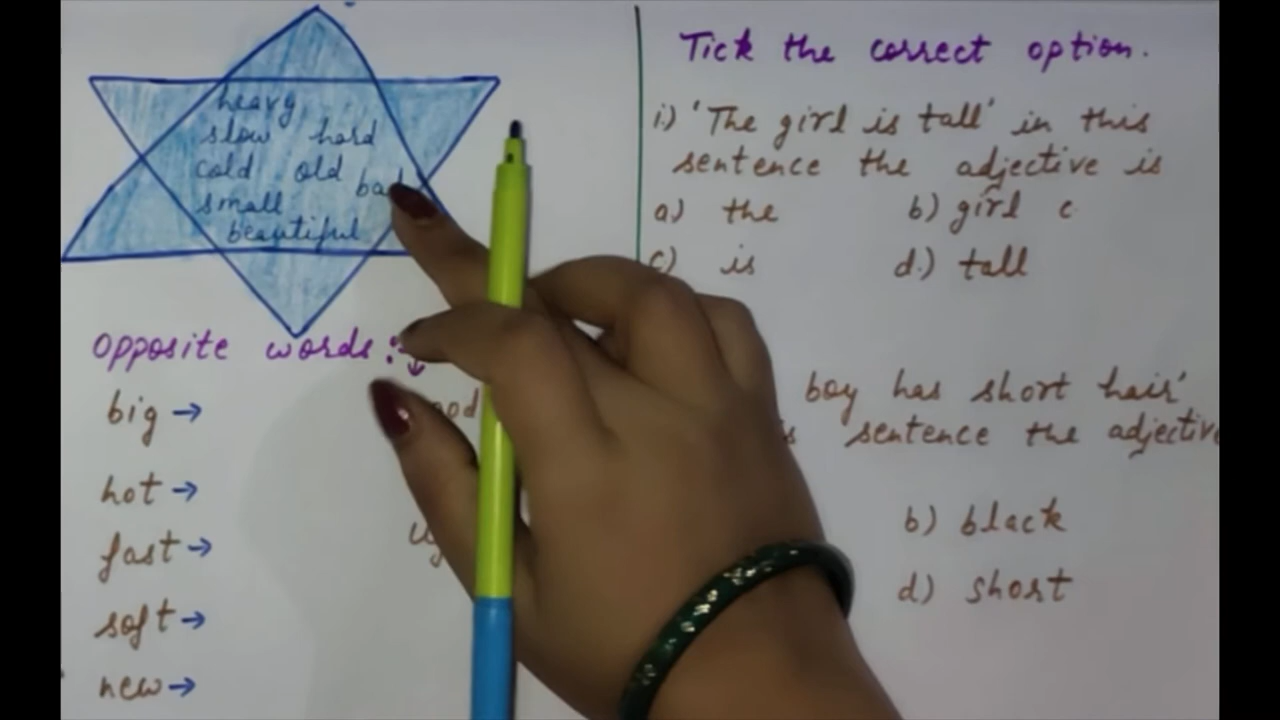 heavy
slow hard
cold old bad
small
beautiful
opposite words:
big →
hot →
fast →
soft →
new →
Tick the correct option.
i.) 'The girl is tall' in this
sentence the adjective is
a.) the b) girl c
c) is d.) tall
boy has short hair'
sentence the adjective
b) black
d) short